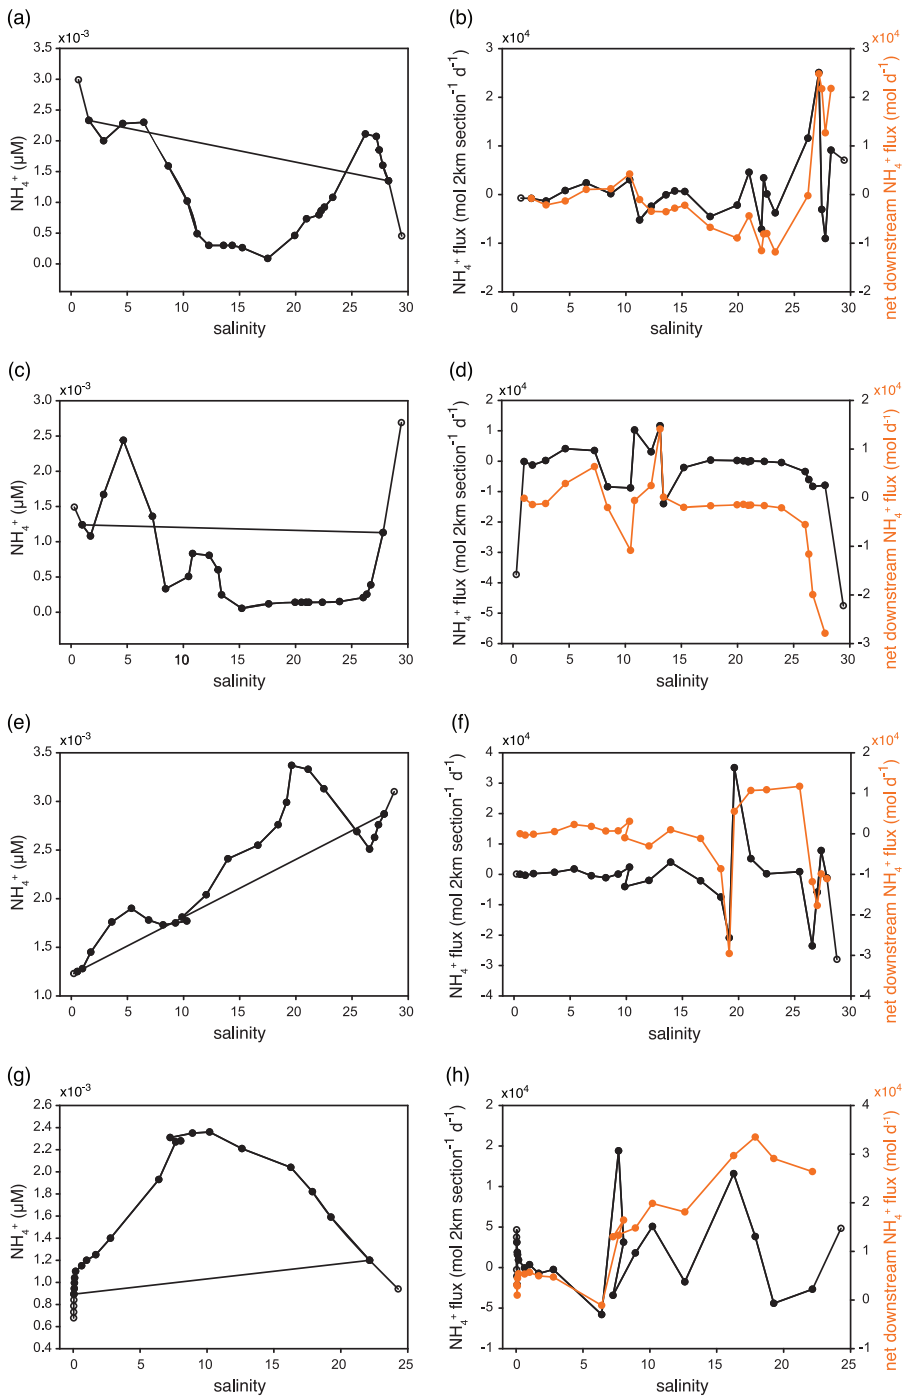 (a)
x10⁻³
3.5
3.0
2.5
2.0
1.5
1.0
0.5
0.0
NH₄⁺ (µM)
0 5 10 15 20 25 30
salinity
(b)
x10⁴
3
2
1
0
-1
-2
NH₄⁺ flux (mol 2km section⁻¹ d⁻¹)
0 5 10 15 20 25 30
salinity
x10⁴
3
2
1
0
-1
-2
net downstream NH₄⁺ flux (mol d⁻¹)
(c)
x10⁻³
3.0
2.5
2.0
1.5
1.0
0.5
0.0
NH₄⁺ (µM)
0 5 10 15 20 25 30
salinity
(d)
x10⁴
2
1
0
-1
-2
-3
-4
-5
-6
NH₄⁺ flux (mol 2km section⁻¹ d⁻¹)
0 5 10 15 20 25 30
salinity
x10⁴
2
1
0
-1
-2
-3
net downstream NH₄⁺ flux (mol d⁻¹)
(e)
x10⁻³
3.5
3.0
2.5
2.0
1.5
1.0
NH₄⁺ (µM)
0 5 10 15 20 25 30
salinity
(f)
x10⁴
4
3
2
1
0
-1
-2
-3
-4
NH₄⁺ flux (mol 2km section⁻¹ d⁻¹)
0 5 10 15 20 25 30
salinity
x10⁴
2
1
0
-1
-2
-3
-4
net downstream NH₄⁺ flux (mol d⁻¹)
(g)
x10⁻³
2.6
2.4
2.2
2.0
1.8
1.6
1.4
1.2
1.0
0.8
0.6
0.4
NH₄⁺ (µM)
0 5 10 15 20 25
salinity
(h)
x10⁴
2
2
1
5
0
-5
-1
NH₄⁺ flux (mol 2km section⁻¹ d⁻¹)
0 5 10 15 20 25
salinity
x10⁴
4
3
2
1
0
-1
net downstream NH₄⁺ flux (mol d⁻¹)